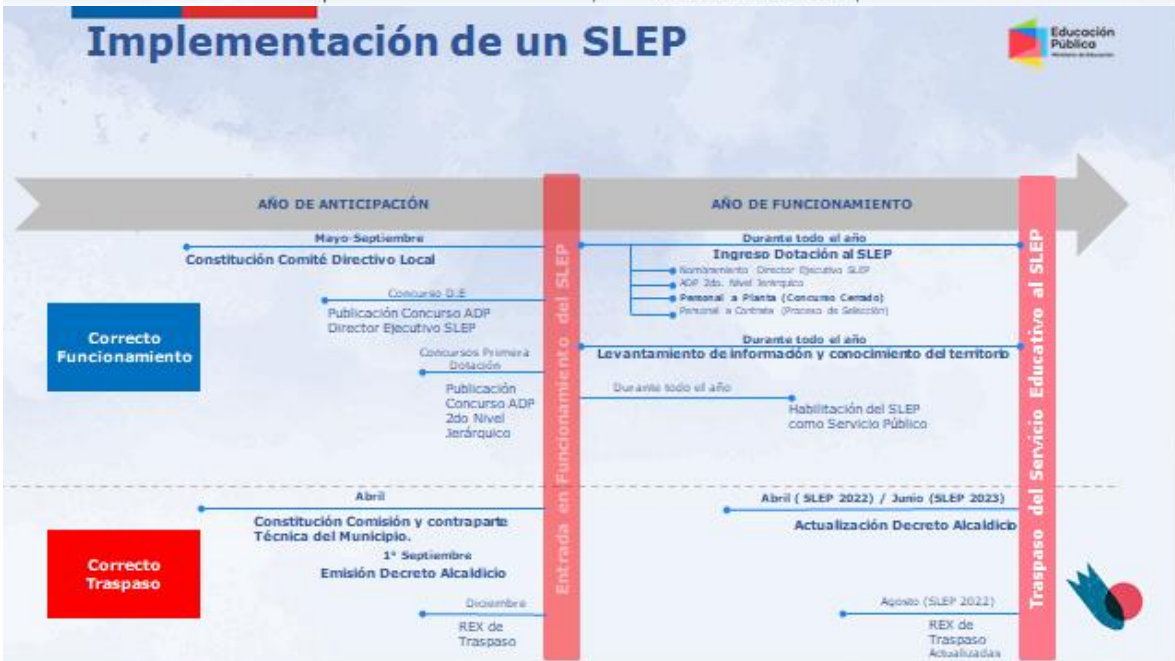 Implementación de un SLEP
Educación
Pública
AÑO DE ANTICIPACIÓN
AÑO DE FUNCIONAMIENTO
Entrada en Funcionamiento del SLEP
Traspaso del Servicio Educativo al SLEP
Correcto
Funcionamiento
Mayo-Septiembre
Constitución Comité Directivo Local
Concurso D.E
Publicación Concurso ADP
Director Ejecutivo SLEP
Concursos Primera
Dotación
Publicación
Concurso ADP
2do Nivel
Jerárquico
Durante todo el año
Ingreso Dotación al SLEP
Nombramiento Director Ejecutivo SLEP
ADP 2do. Nivel Jerárquico
Personal a Planta (Concurso Cerrado)
Personal a Contrata (Proceso de Selección)
Durante todo el año
Levantamiento de información y conocimiento del territorio
Durante todo el año
Habilitación del SLEP
como Servicio Público
Correcto
Traspaso
Abril
Constitución Comisión y contraparte
Técnica del Municipio.
1° Septiembre
Emisión Decreto Alcaldicio
Diciembre
REX de
Traspaso
Abril ( SLEP 2022) / Junio (SLEP 2023)
Actualización Decreto Alcaldicio
Agosto (SLEP 2022)
REX de
Traspaso
Actualizadas